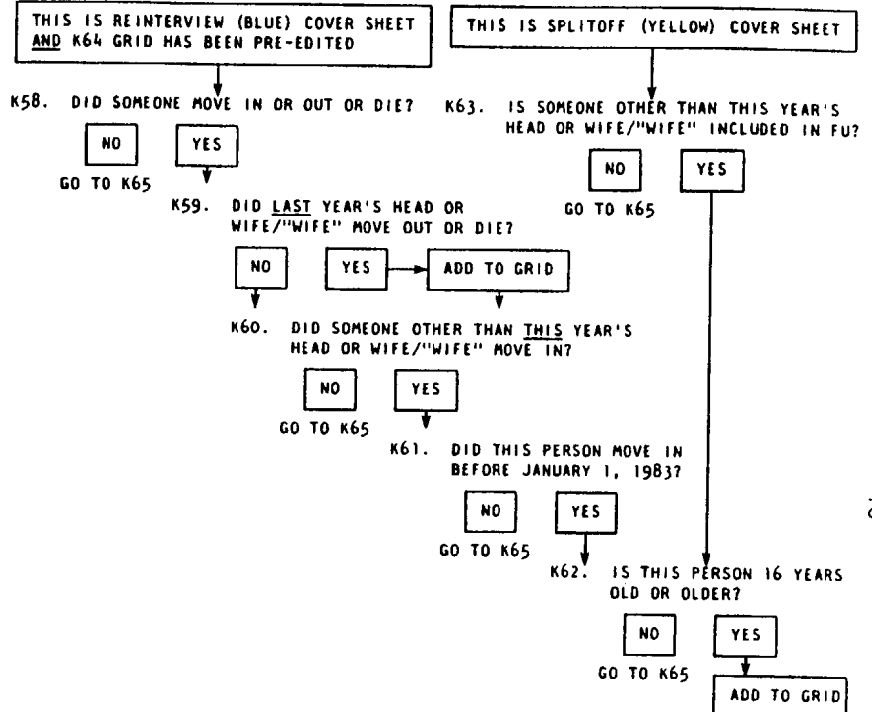 THIS IS REINTERVIEW (BLUE) COVER SHEET
AND K64 GRID HAS BEEN PRE-EDITED
THIS IS SPLITOFF (YELLOW) COVER SHEET
K58. DID SOMEONE MOVE IN OR OUT OR DIE?
NO YES
GO TO K65
K63. IS SOMEONE OTHER THAN THIS YEAR'S
HEAD OR WIFE/"WIFE" INCLUDED IN FU?
NO YES
GO TO K65
K59. DID LAST YEAR'S HEAD OR
WIFE/"WIFE" MOVE OUT OR DIE?
NO YES ADD TO GRID
K60. DID SOMEONE OTHER THAN THIS YEAR'S
HEAD OR WIFE/"WIFE" MOVE IN?
NO YES
GO TO K65
K61. DID THIS PERSON MOVE IN
BEFORE JANUARY 1, 1983?
NO YES
GO TO K65
K62. IS THIS PERSON 16 YEARS
OLD OR OLDER?
NO YES
GO TO K65
ADD TO GRID